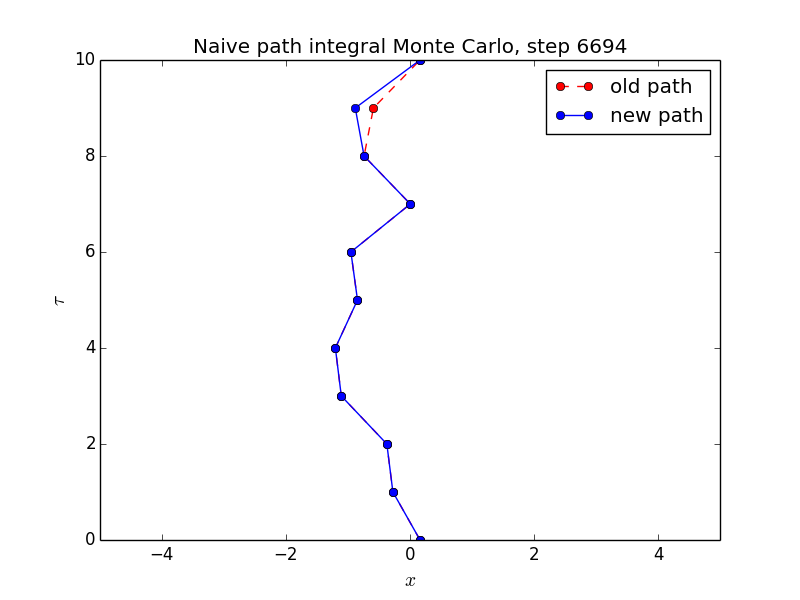 Naive path integral Monte Carlo, step 6694
old path
new path
10
8
6
4
2
0
τ
−4 −2 0 2 4
x